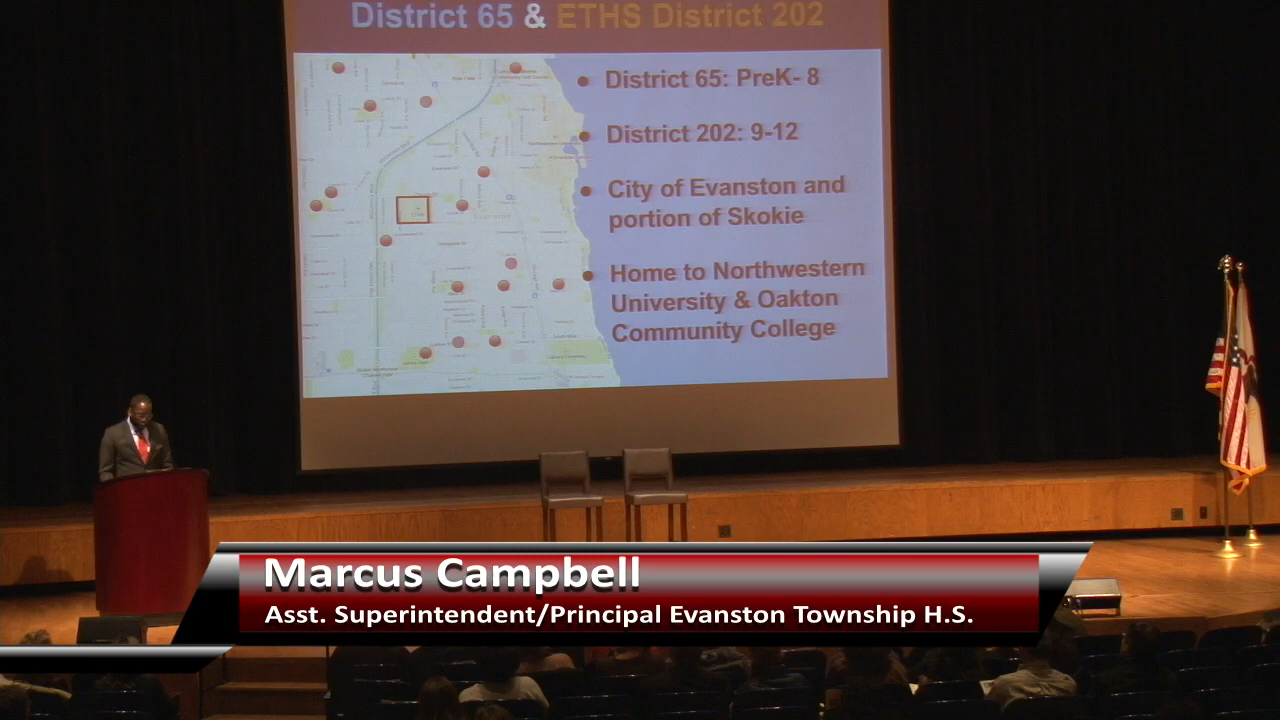 District 65 & ETHS District 202
District 65: PreK- 8
District 202: 9-12
City of Evanston and
portion of Skokie
Home to Northwestern
University & Oakton
Community College
Marcus Campbell
Asst. Superintendent/Principal Evanston Township H.S.